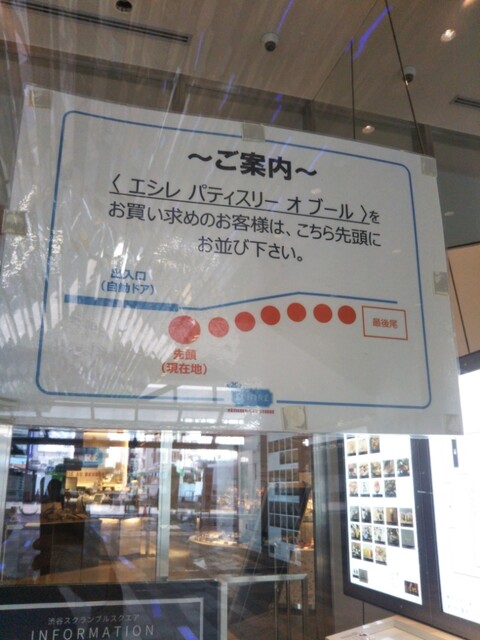 ～ご案内～
〈 エシレ パティスリー オ ブール 〉を
お買い求めのお客様は、こちら先頭に
お並び下さい。
出入口
(自動ドア)
最後尾
先頭
(現在地)
渋谷スクランブルスクエア
INFORMATION